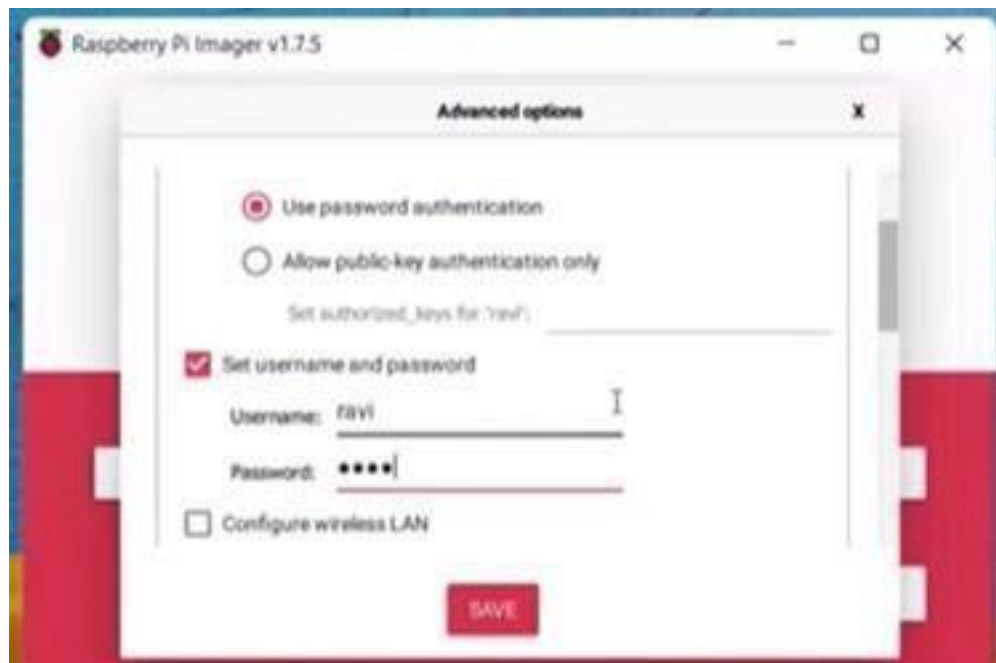 Raspberry Pi Imager v1.7.5
Advanced options
X
Use password authentication
Allow public-key authentication only
Set authorized_keys for 'ravi':
Set username and password
Username: ravi
Password: ••••
Configure wireless LAN
SAVE